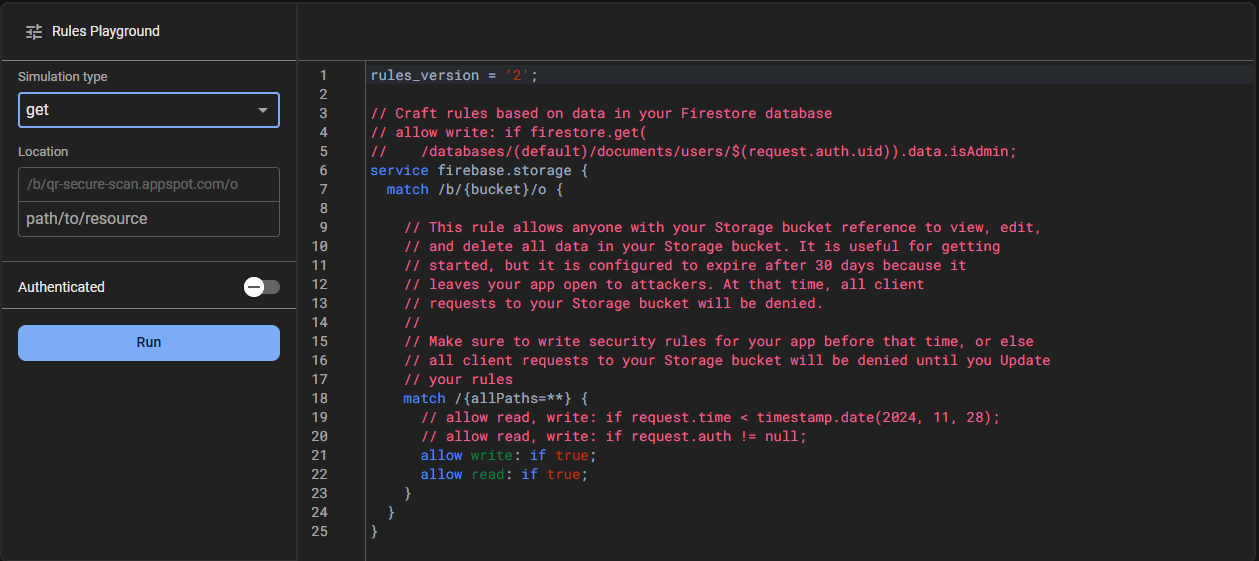 Rules Playground
Simulation type
get
Location
/b/qr-secure-scan.appspot.com/o
path/to/resource
Authenticated
Run
1 rules_version = '2';
2
3 // Craft rules based on data in your Firestore database
4 // allow write: if firestore.get(
5 //    /databases/(default)/documents/users/$(request.auth.uid)).data.isAdmin;
6 service firebase.storage {
7   match /b/{bucket}/o {
8
9     // This rule allows anyone with your Storage bucket reference to view, edit,
10     // and delete all data in your Storage bucket. It is useful for getting
11     // started, but it is configured to expire after 30 days because it
12     // leaves your app open to attackers. At that time, all client
13     // requests to your Storage bucket will be denied.
14     //
15     // Make sure to write security rules for your app before that time, or else
16     // all client requests to your Storage bucket will be denied until you Update
17     // your rules
18     match /{allPaths=**} {
19       // allow read, write: if request.time < timestamp.date(2024, 11, 28);
20       // allow read, write: if request.auth != null;
21       allow write: if true;
22       allow read: if true;
23     }
24   }
25 }